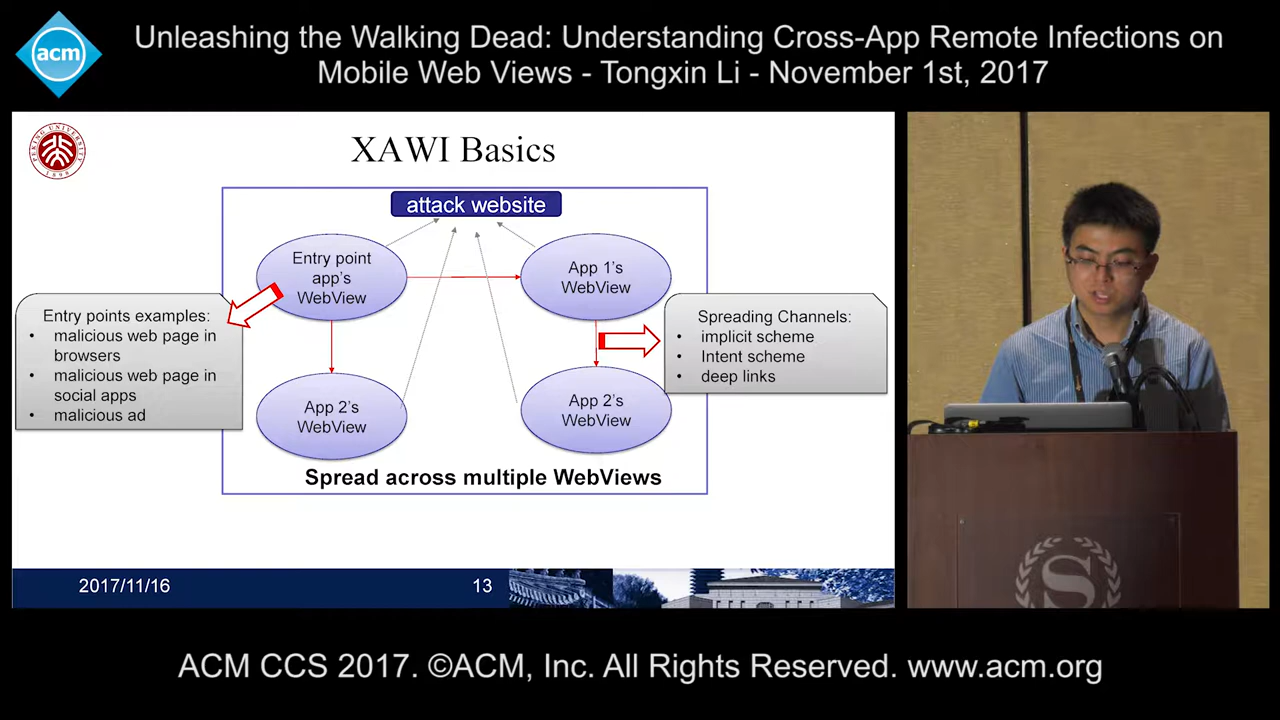 acm
Unleashing the Walking Dead: Understanding Cross-App Remote Infections on
Mobile Web Views - Tongxin Li - November 1st, 2017
PEKING UNIVERSITY
1898
XAWI Basics
attack website
Entry point
app's
WebView
App 1's
WebView
Entry points examples:
• malicious web page in
browsers
• malicious web page in
social apps
• malicious ad
Spreading Channels:
• implicit scheme
• Intent scheme
• deep links
App 2's
WebView
App 2's
WebView
Spread across multiple WebViews
2017/11/16
13
S
ACM CCS 2017. ©ACM, Inc. All Rights Reserved. www.acm.org